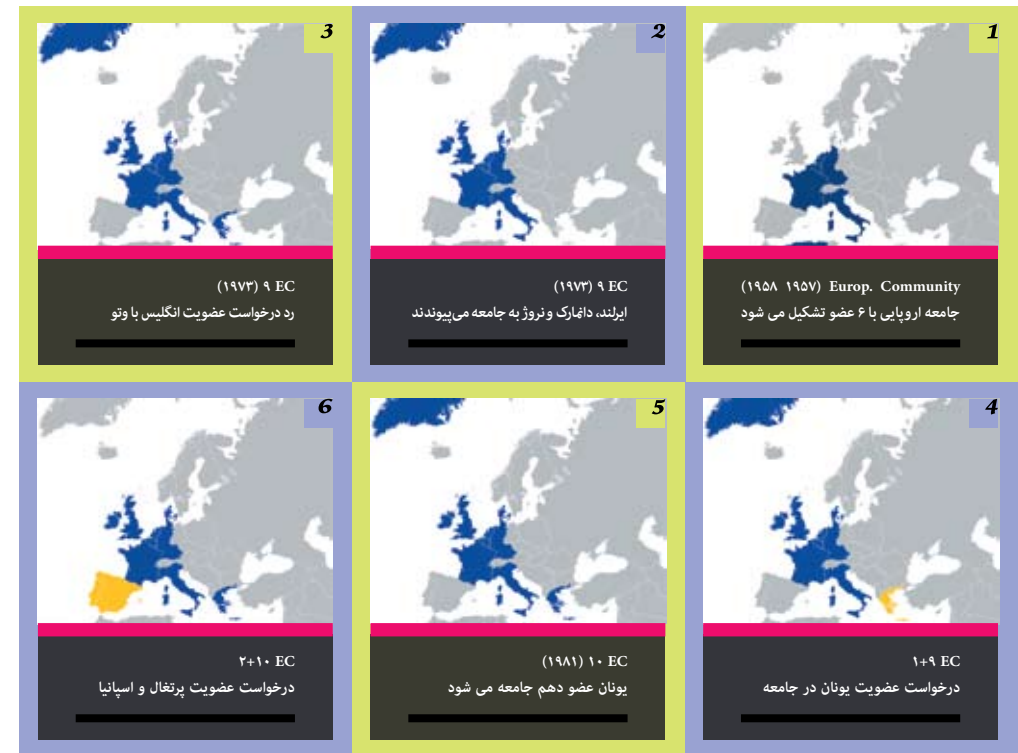 1
Europ. Community (۱۹۵۷ ۱۹۵۸)
جامعه اروپایی با ۶ عضو تشکیل می شود
2
۹ EC (۱۹۷۳)
ایرلند، دانمارک و نروژ به جامعه می‌پیوندند
3
۹ EC (۱۹۷۳)
رد درخواست عضویت انگلیس با وتو
4
۱+۹ EC
درخواست عضویت یونان در جامعه
5
۱۰ EC (۱۹۸۱)
یونان عضو دهم جامعه می شود
6
۲+۱۰ EC
درخواست عضویت پرتغال و اسپانیا